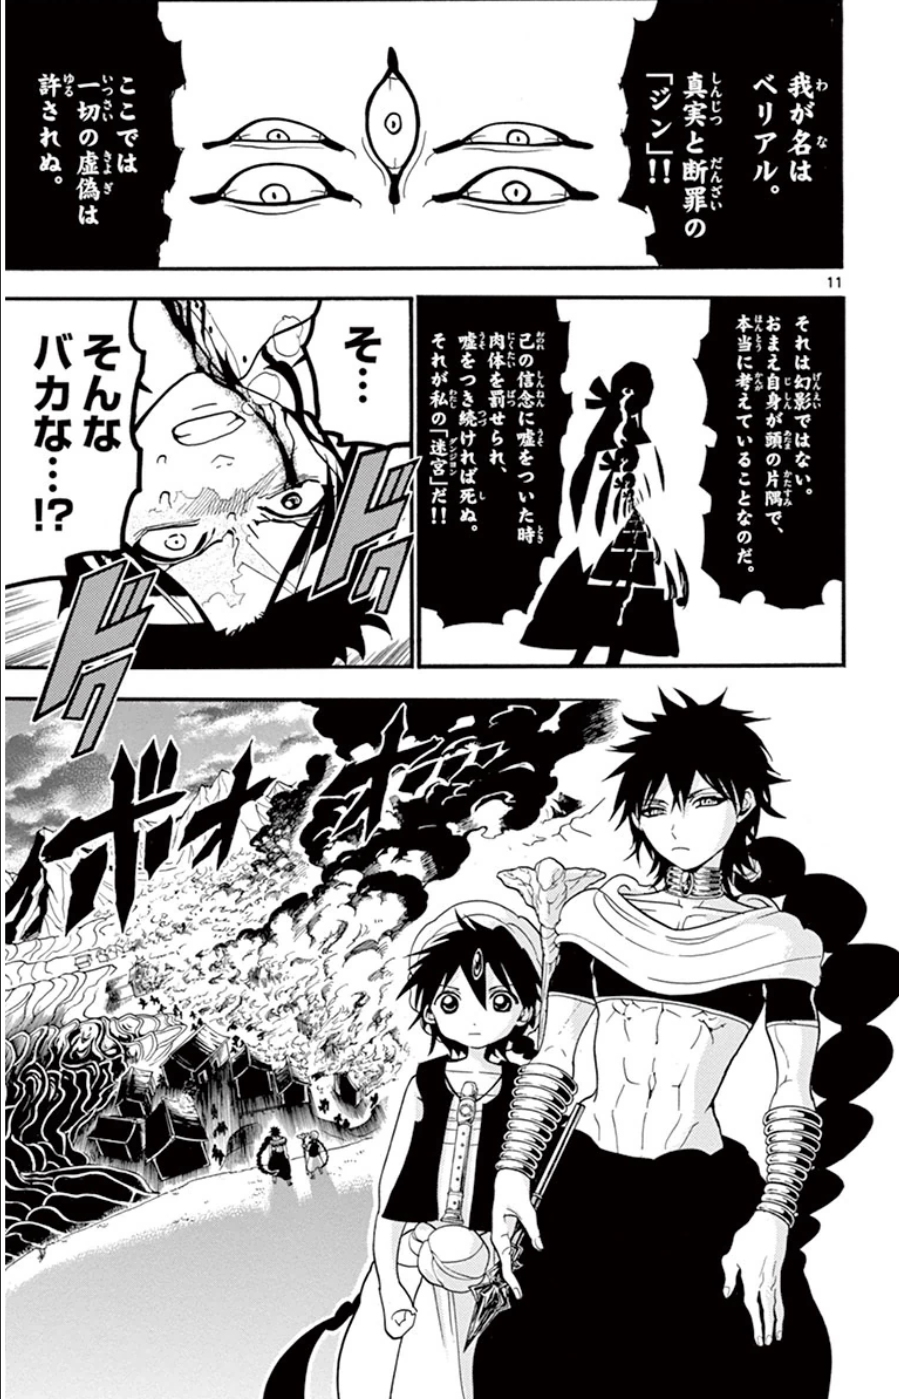 我が名は
ベリアル。
真実と断罪の
「ジン」!!
ここでは
一切の虚偽は
許されぬ。
11
それは幻影ではない。
おまえ自身が頭の片隅で、
本当に考えていることなのだ。
己の信念に嘘をついた時
肉体を罰せられ、
嘘をつき続ければ死ぬ。
それが私の「迷宮」だ!!
そ…
そんな
バカな…!?
ドクドク
ゴオオオオ…